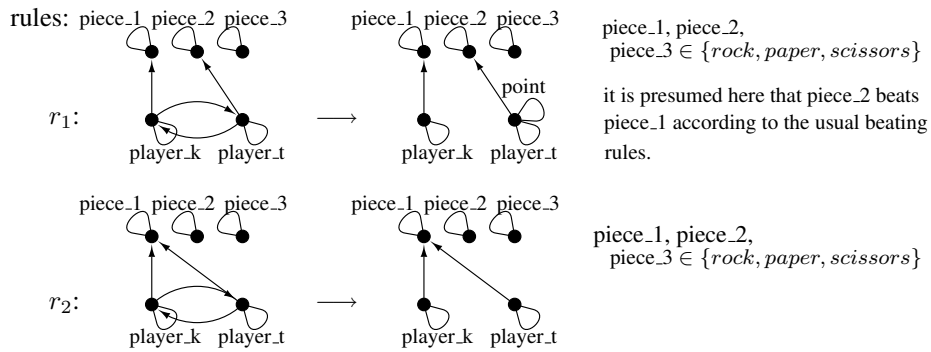 rules: piece_1 piece_2 piece_3 piece_1 piece_2 piece_3
piece_1, piece_2,
piece_3 ∈ {rock, paper, scissors}
point
it is presumed here that piece_2 beats
r₁: ⟶ piece_1 according to the usual beating
player_k player_t player_k player_t rules.
piece_1 piece_2 piece_3 piece_1 piece_2 piece_3
piece_1, piece_2,
piece_3 ∈ {rock, paper, scissors}
r₂: ⟶
player_k player_t player_k player_t